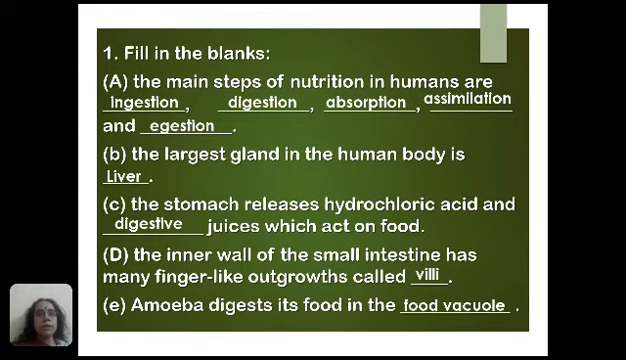 1. Fill in the blanks:
(A) the main steps of nutrition in humans are
ingestion, digestion, absorption, assimilation
and egestion.
(b) the largest gland in the human body is
Liver.
(c) the stomach releases hydrochloric acid and
digestive juices which act on food.
(D) the inner wall of the small intestine has
many finger-like outgrowths called villi.
(e) Amoeba digests its food in the food vacuole.